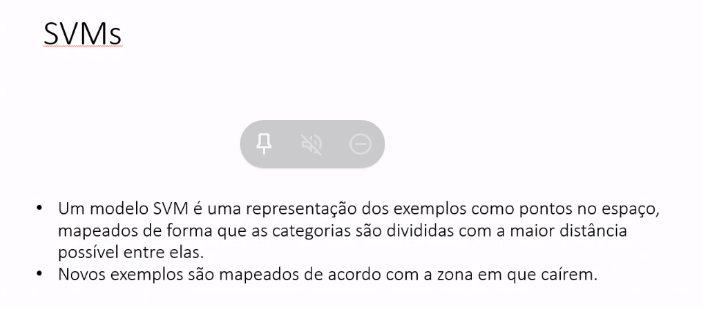 SVMs
• Um modelo SVM é uma representação dos exemplos como pontos no espaço,
mapeados de forma que as categorias são divididas com a maior distância
possível entre elas.
• Novos exemplos são mapeados de acordo com a zona em que caírem.